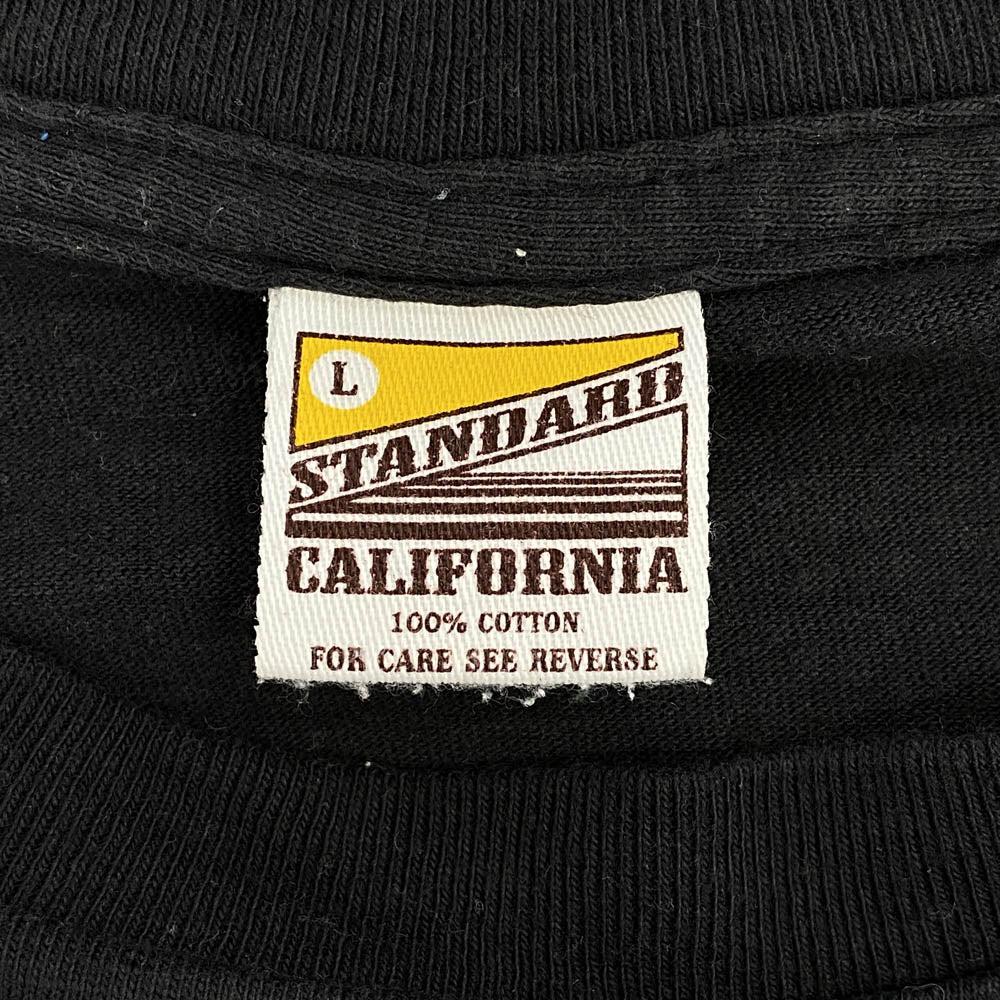 L
STANDARD
CALIFORNIA
100% COTTON
FOR CARE SEE REVERSE